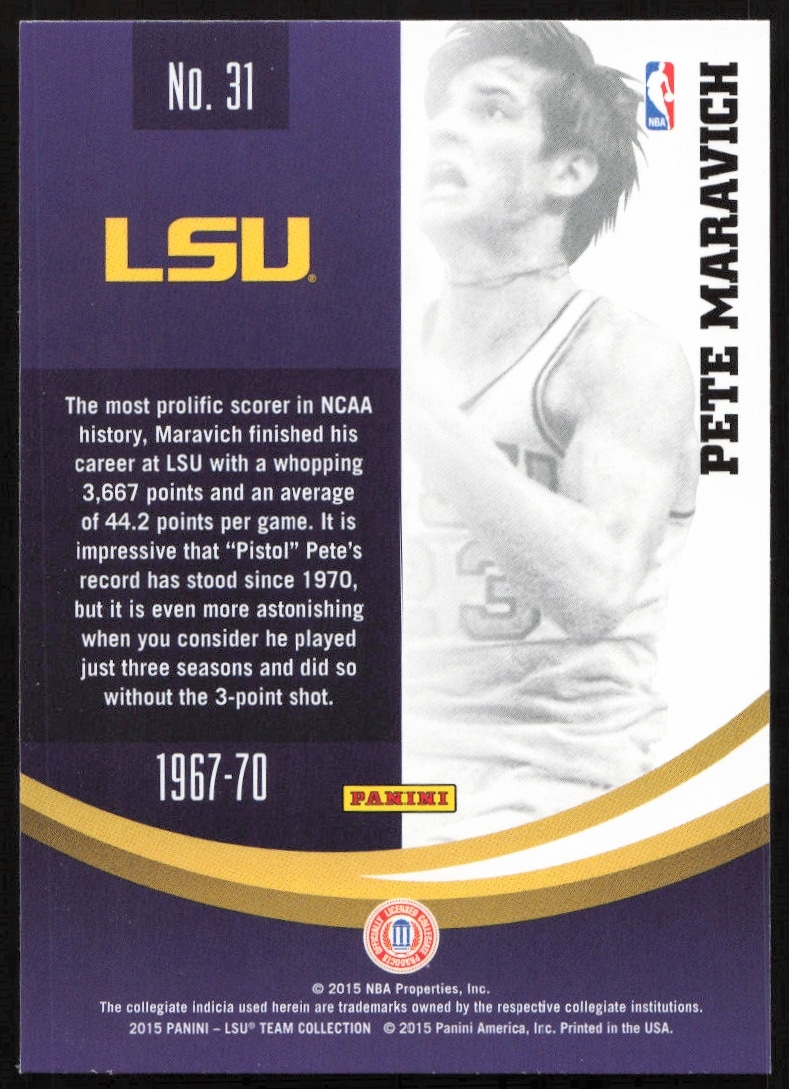 No. 31
LSU®
NBA
PETE MARAVICH
The most prolific scorer in NCAA
history, Maravich finished his
career at LSU with a whopping
3,667 points and an average
of 44.2 points per game. It is
impressive that “Pistol” Pete’s
record has stood since 1970,
but it is even more astonishing
when you consider he played
just three seasons and did so
without the 3-point shot.
23
1967-70
PANINI
OFFICIALLY LICENSED COLLEGIATE PRODUCTS
© 2015 NBA Properties, Inc.
The collegiate indicia used herein are trademarks owned by the respective collegiate institutions.
2015 PANINI – LSU® TEAM COLLECTION © 2015 Panini America, Inc. Printed in the USA.